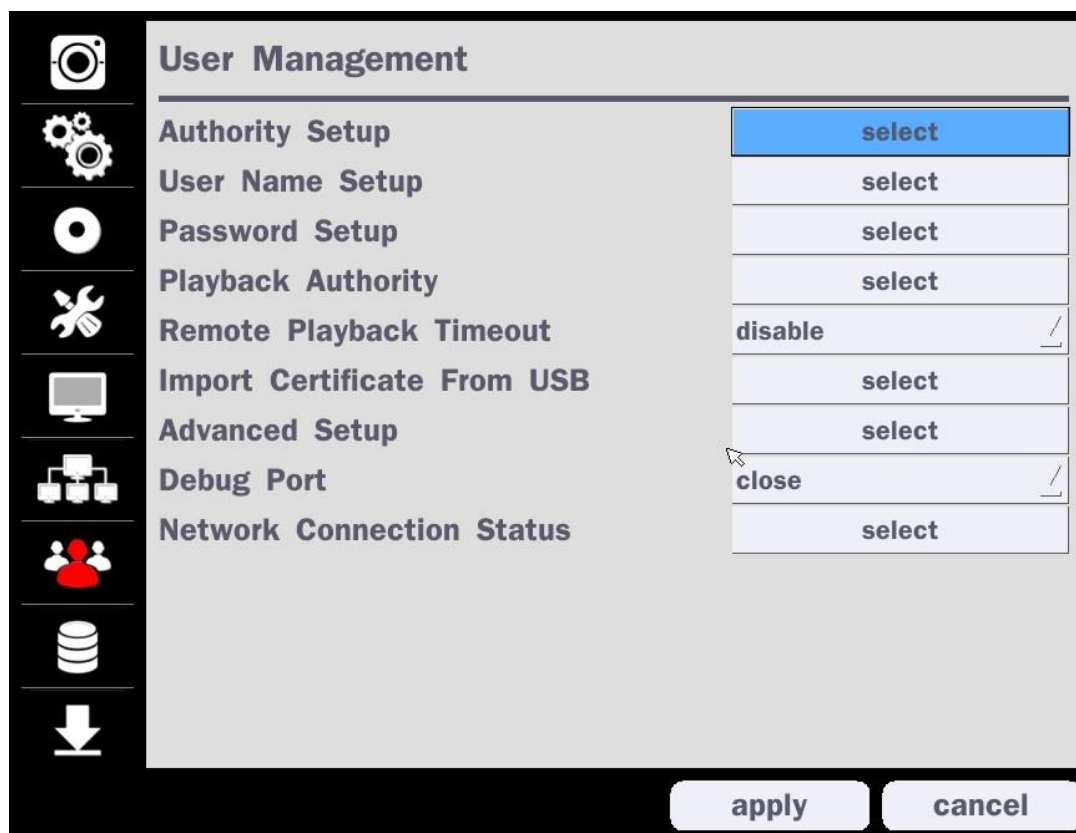 User Management
Authority Setup select
User Name Setup select
Password Setup select
Playback Authority select
Remote Playback Timeout disable
Import Certificate From USB select
Advanced Setup select
Debug Port close
Network Connection Status select
apply cancel